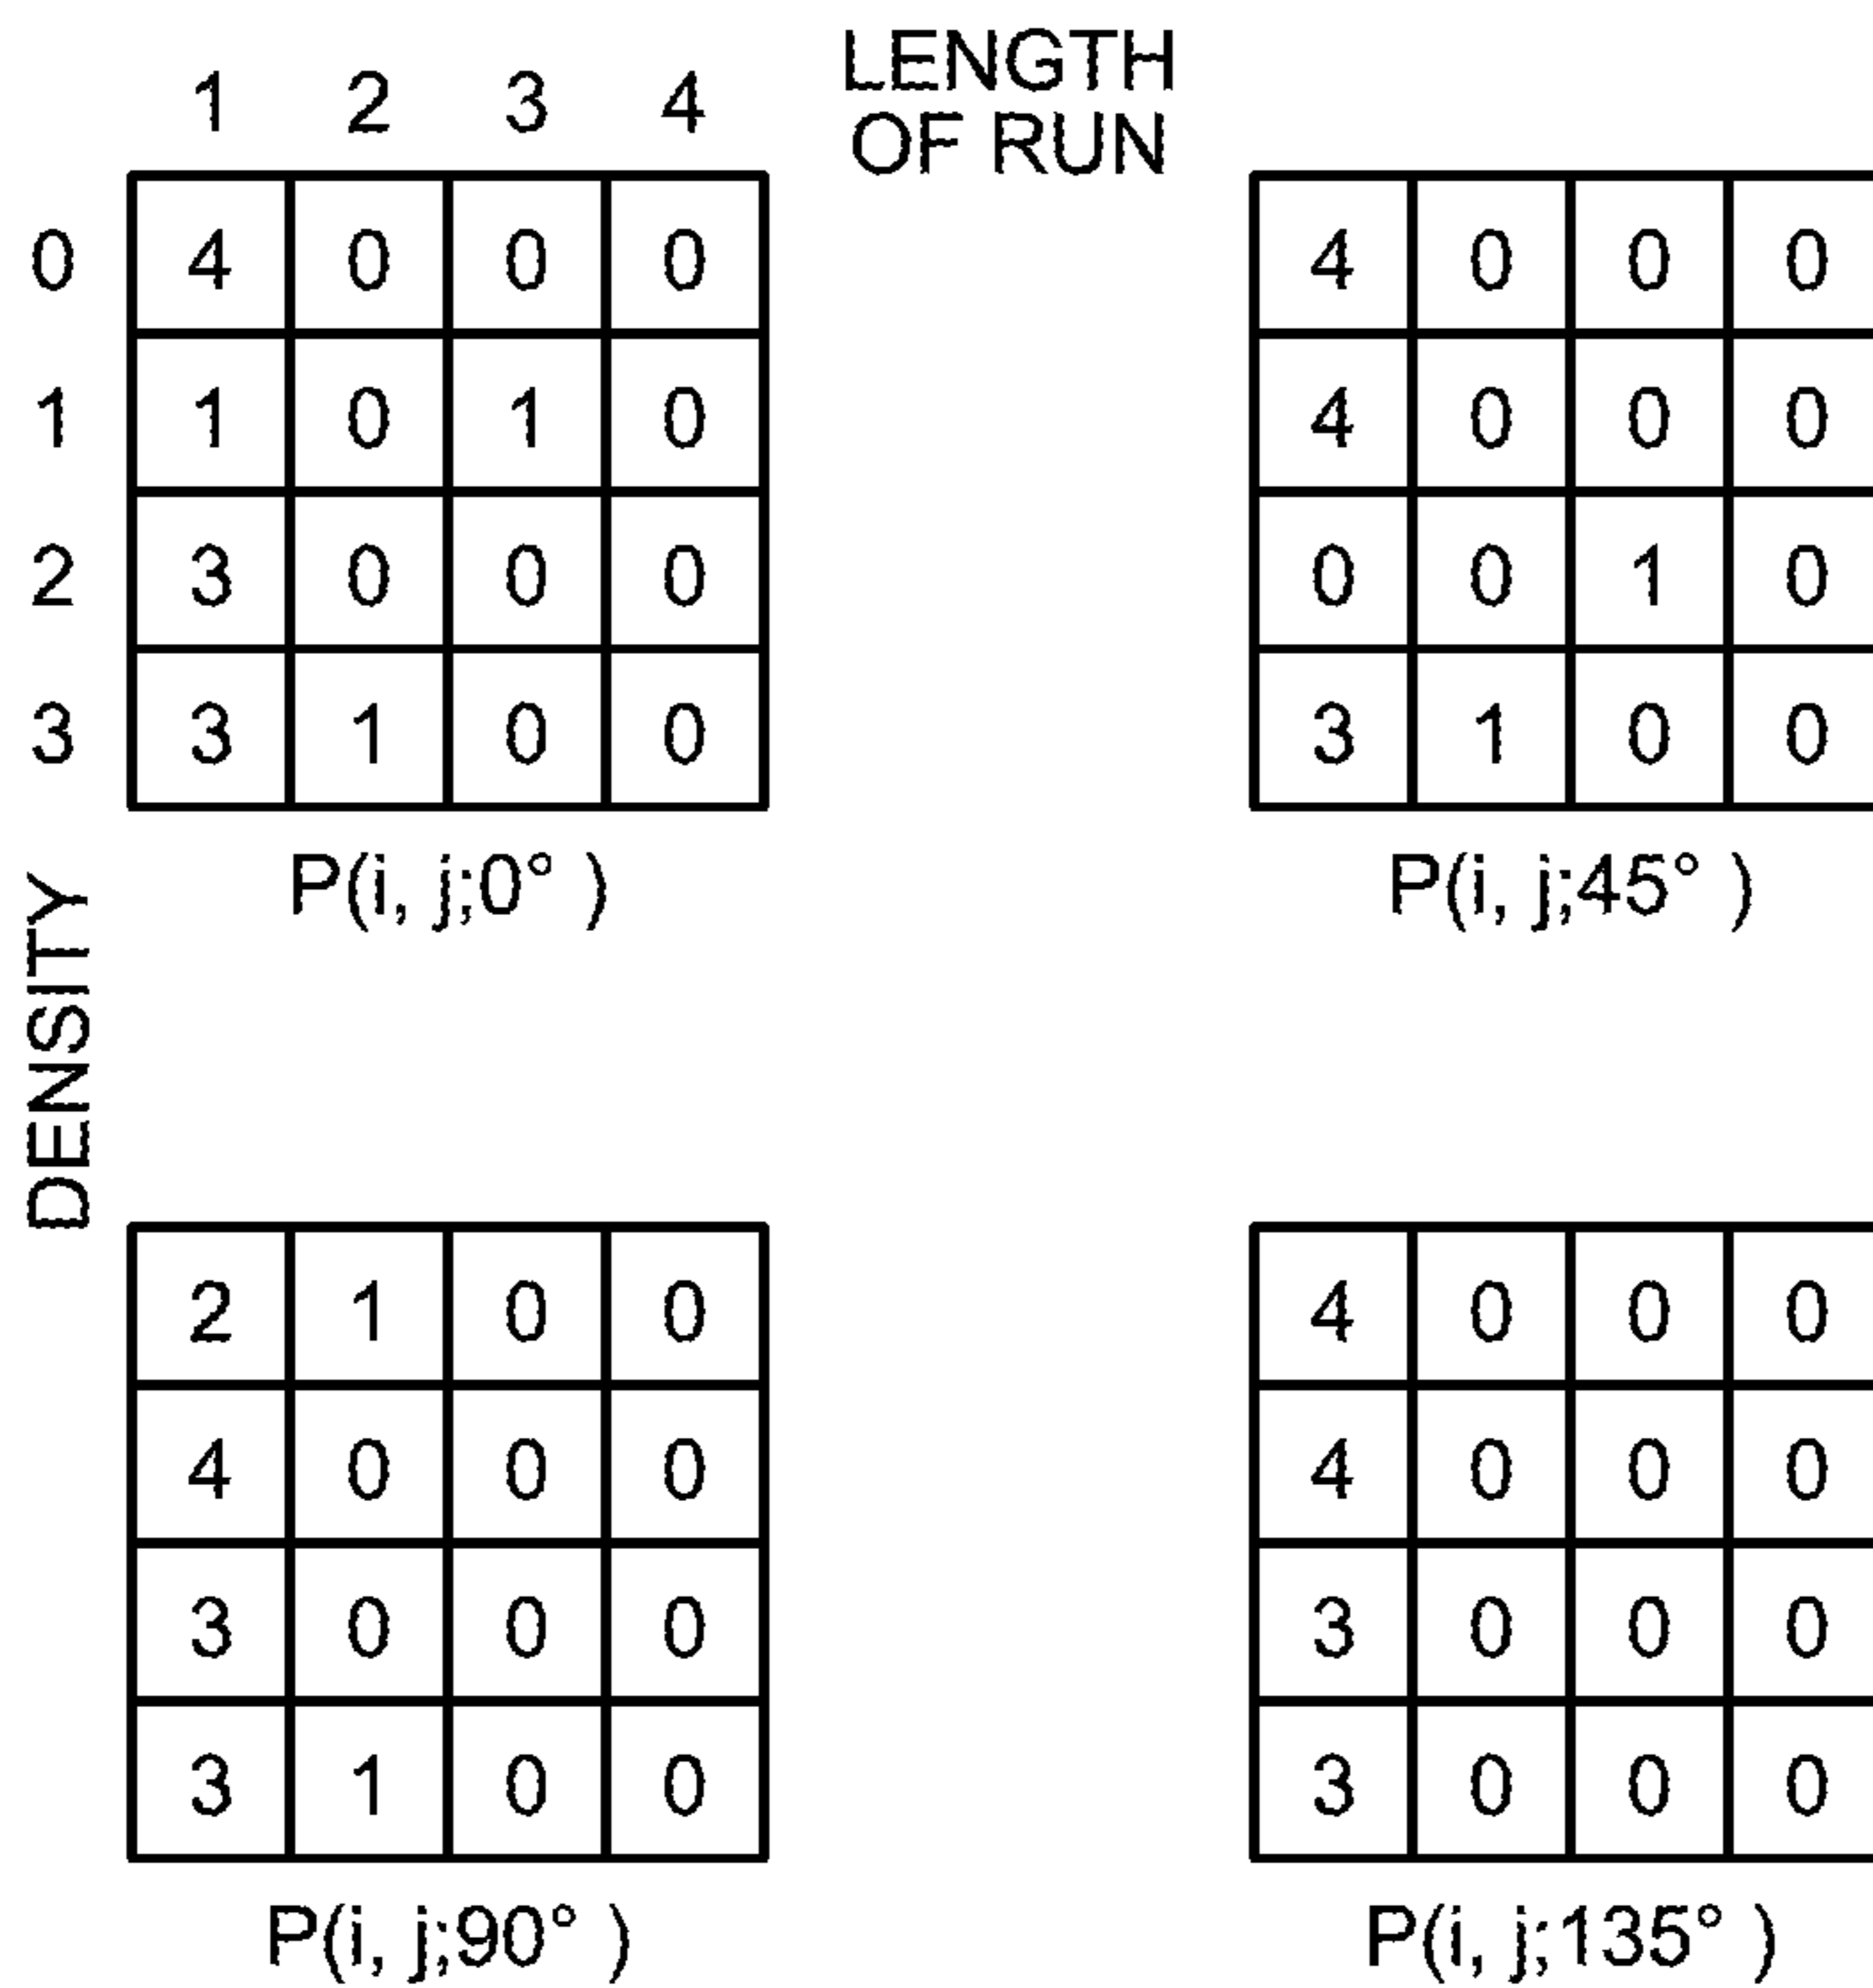 LENGTH
OF RUN
1 2 3 4
0 4 0 0 0
1 1 0 1 0
2 3 0 0 0
3 3 1 0 0
P(i, j;0° )
4 0 0 0
4 0 0 0
0 0 1 0
3 1 0 0
P(i, j;45° )
DENSITY
2 1 0 0
4 0 0 0
3 0 0 0
3 1 0 0
P(i, j;90° )
4 0 0 0
4 0 0 0
3 0 0 0
3 0 0 0
P(i, j;135° )